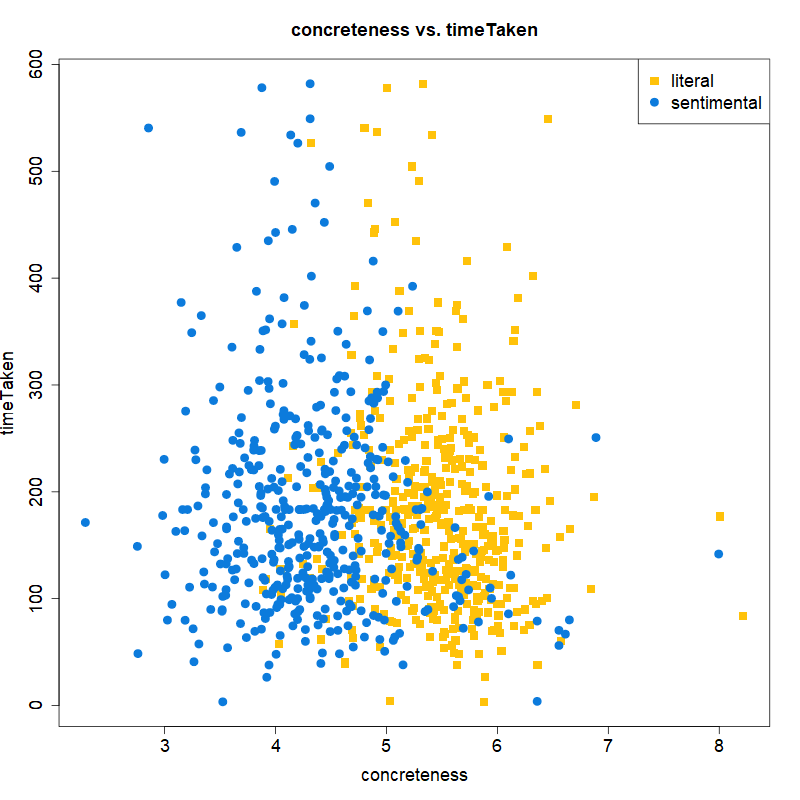 concreteness vs. timeTaken
literal
sentimental
timeTaken
600
500
400
300
200
100
0
3 4 5 6 7 8
concreteness